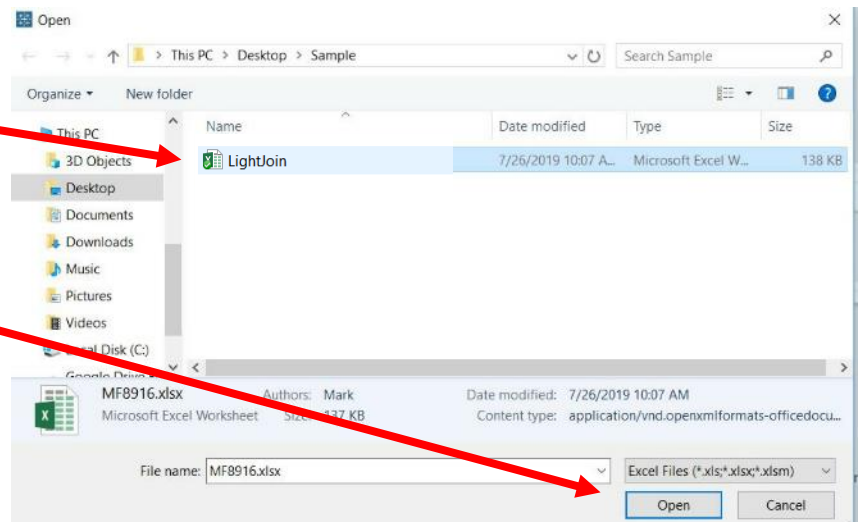 Open
This PC > Desktop > Sample
Search Sample
Organize
New folder
Name
Date modified
Type
Size
This PC
3D Objects
LightJoin
7/26/2019 10:07 A...
Microsoft Excel W...
138 KB
Desktop
Documents
Downloads
Music
Pictures
Videos
Disk (C:)
MF8916.xlsx
Authors: Mark
Date modified: 7/26/2019 10:07 AM
Microsoft Excel Worksheet
Size: 137 KB
Content type: application/vnd.openxmlformats-officedocu...
File name: MF8916.xlsx
Excel Files (*.xls;*.xlsx;*.xlsm)
Open
Cancel